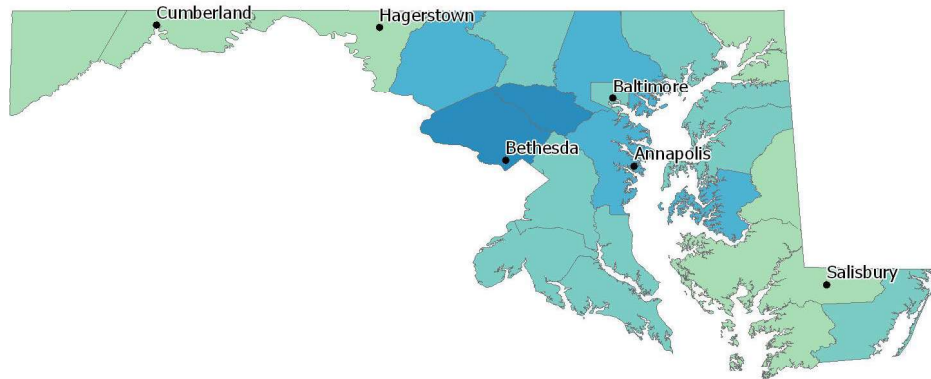 Cumberland
Hagerstown
Baltimore
Bethesda
Annapolis
Salisbury